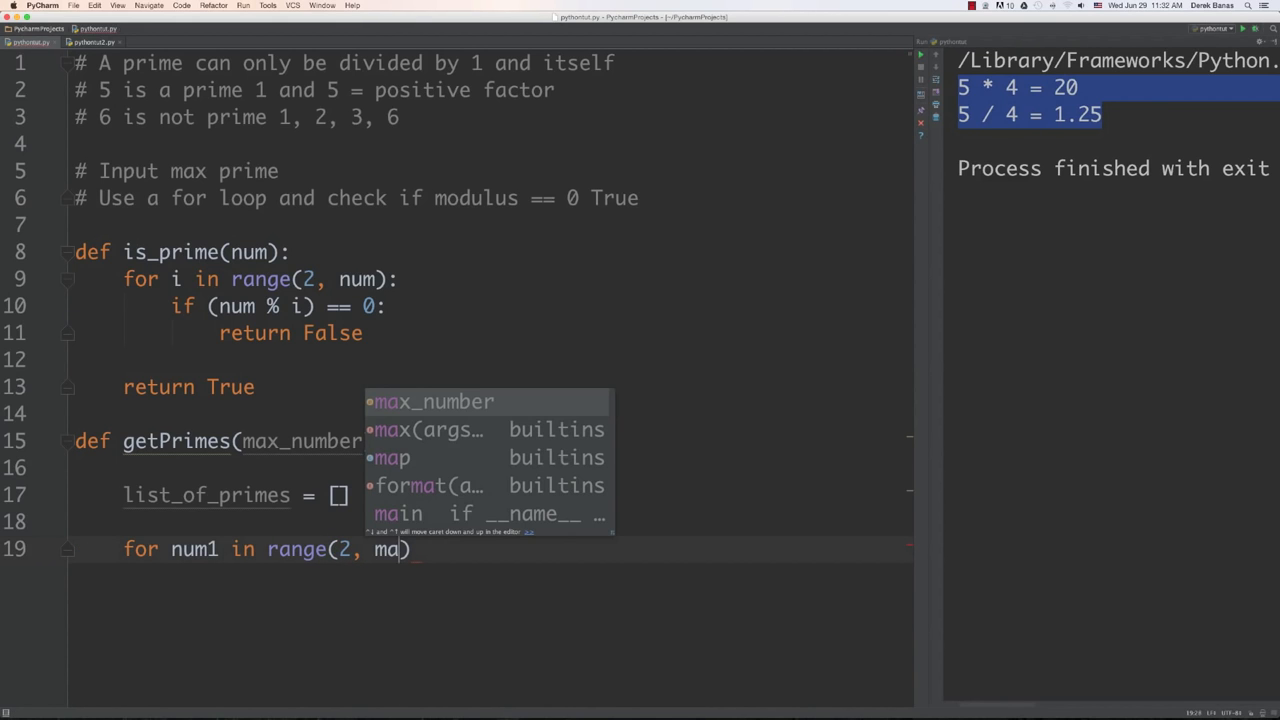 PyCharm File Edit View Navigate Code Refactor Run Tools VCS Window Help
10 Wed Jun 29 11:32 AM Derek Banas
pythontut.py - PycharmProjects - [~/PycharmProjects]
PycharmProjects pythontut.py
pythontut
pythontut.py pythontut2.py
Run pythontut
1 # A prime can only be divided by 1 and itself
2 # 5 is a prime 1 and 5 = positive factor
3 # 6 is not prime 1, 2, 3, 6
4
5 # Input max prime
6 # Use a for loop and check if modulus == 0 True
7
8 def is_prime(num):
9 for i in range(2, num):
10 if (num % i) == 0:
11 return False
12
13 return True
14
15 def getPrimes(max_number
16
17 list_of_primes = []
18
19 for num1 in range(2, ma)
max_number
max(args… builtins
map builtins
format(a… builtins
main if __name__ …
^↓ and ^↑ will move caret down and up in the editor >>
/Library/Frameworks/Python.
5 * 4 = 20
5 / 4 = 1.25
Process finished with exit
19:28 LF÷ UTF-8÷